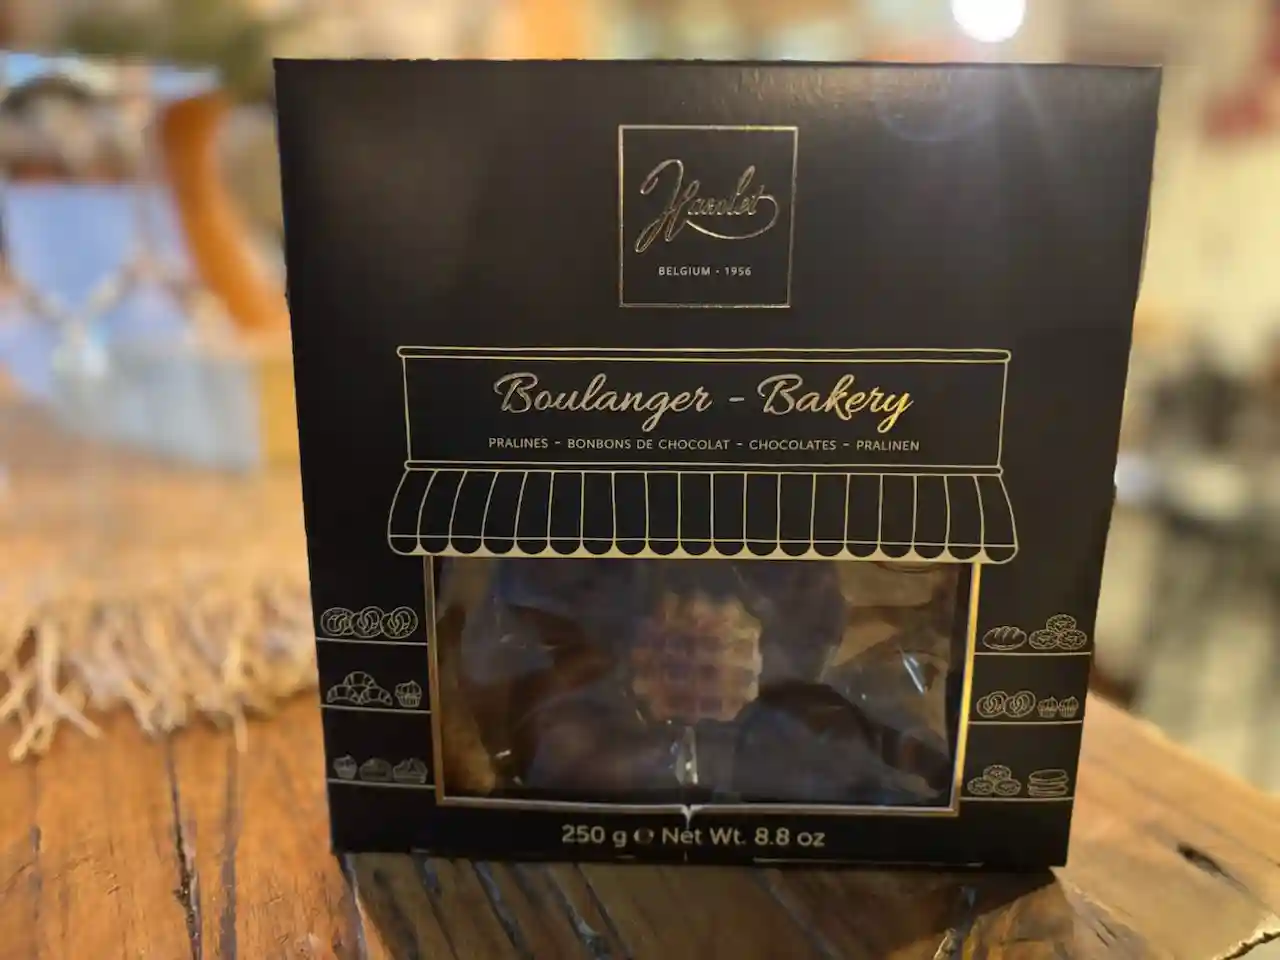 Hamlet
BELGIUM · 1956
Boulanger - Bakery
PRALINES – BONBONS DE CHOCOLAT – CHOCOLATES – PRALINEN
250 g ℮ Net Wt. 8.8 oz